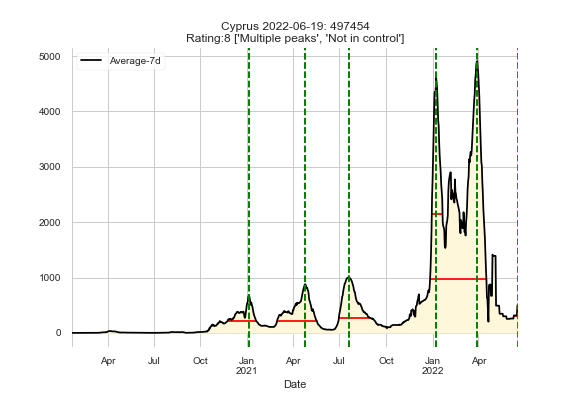 Cyprus 2022-06-19: 497454
Rating:8 ['Multiple peaks', 'Not in control']
Average-7d
5000
4000
3000
2000
1000
0
Apr Jul Oct Jan Apr Jul Oct Jan Apr
2021 2022
Date